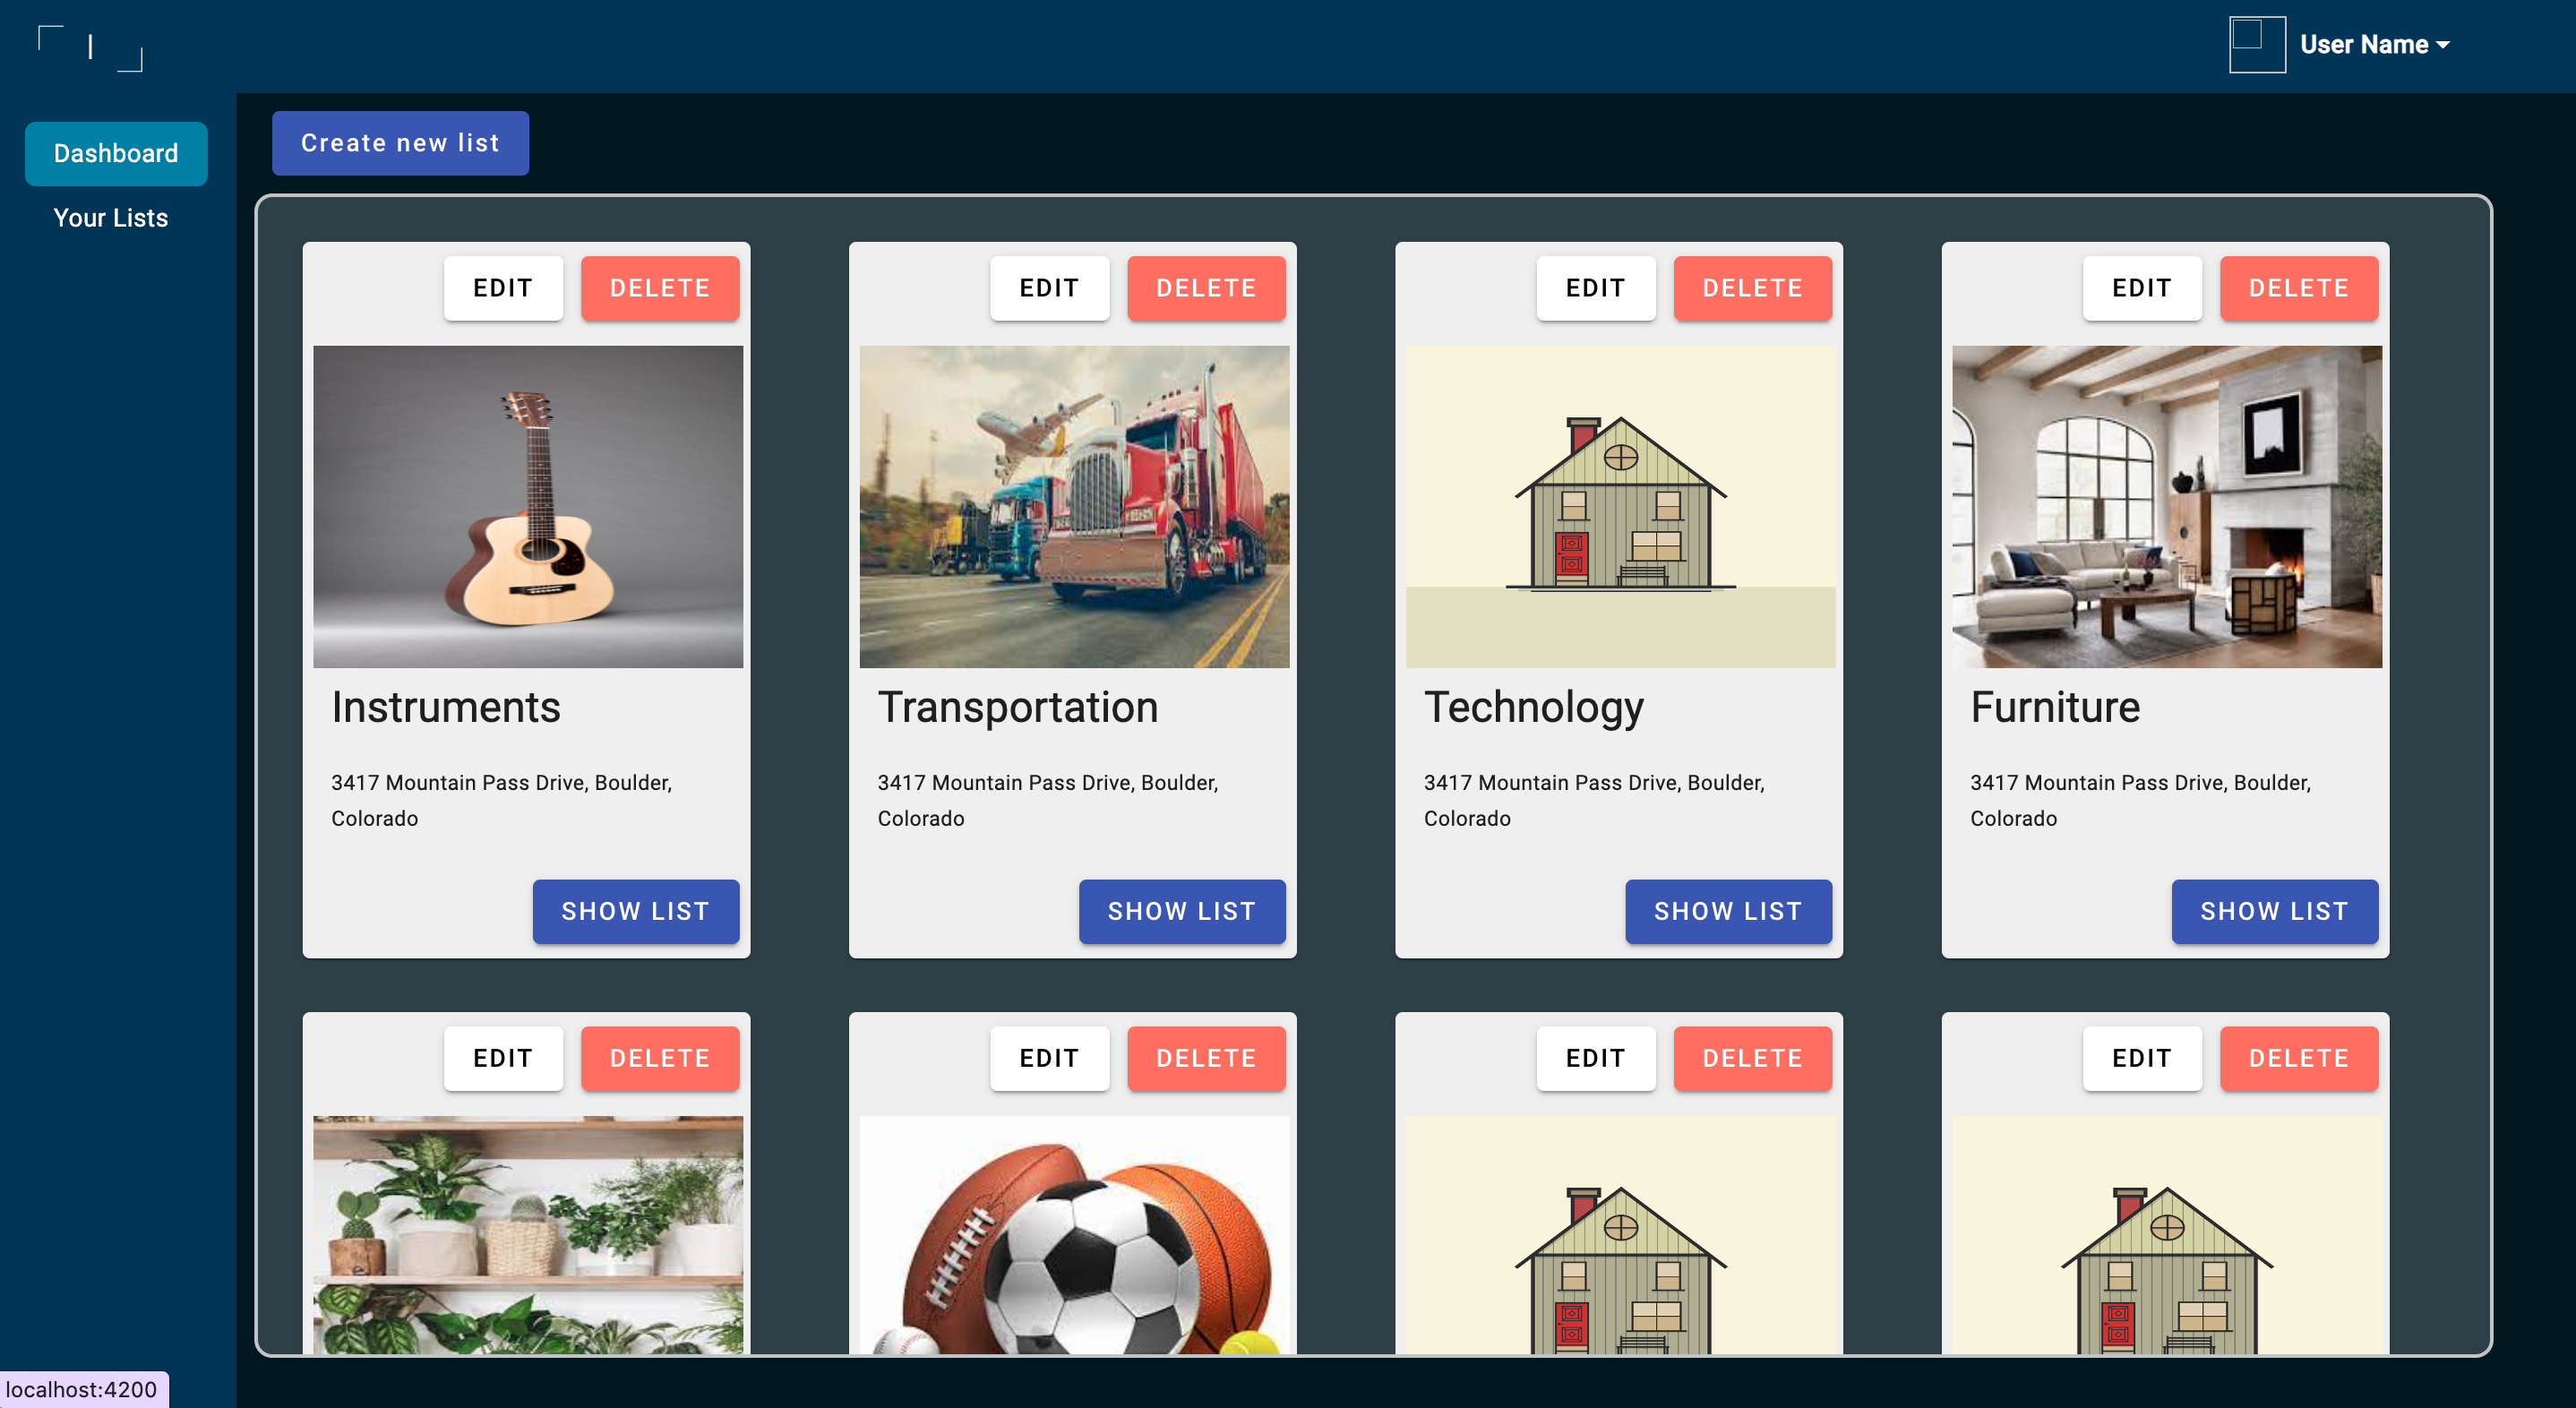 User Name
Dashboard
Your Lists
Create new list
EDIT DELETE
Instruments
3417 Mountain Pass Drive, Boulder,
Colorado
SHOW LIST
EDIT DELETE
Transportation
3417 Mountain Pass Drive, Boulder,
Colorado
SHOW LIST
EDIT DELETE
Technology
3417 Mountain Pass Drive, Boulder,
Colorado
SHOW LIST
EDIT DELETE
Furniture
3417 Mountain Pass Drive, Boulder,
Colorado
SHOW LIST
EDIT DELETE
EDIT DELETE
EDIT DELETE
EDIT DELETE
localhost:4200